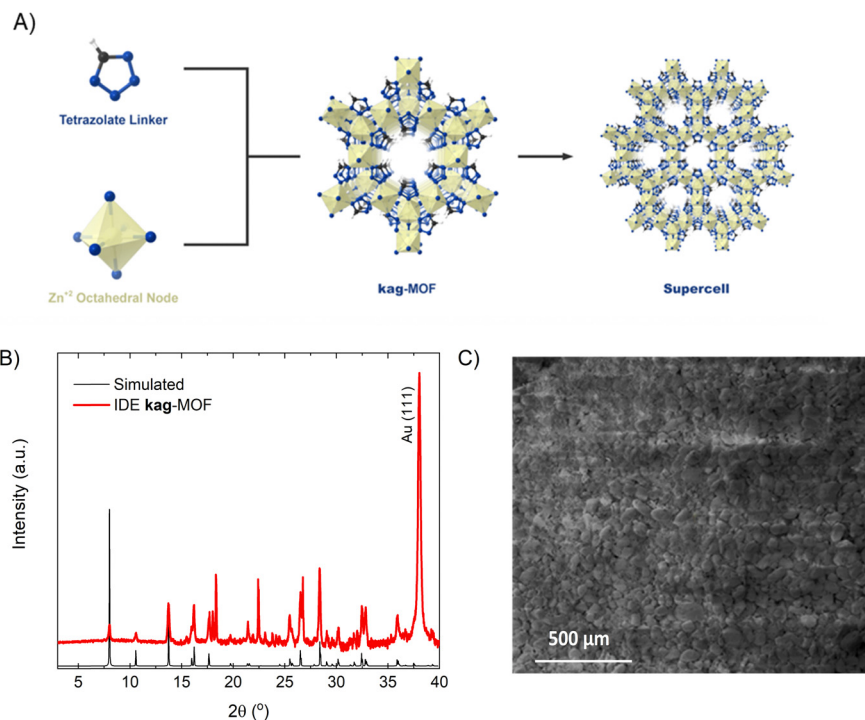 A)
Tetrazolate Linker
Zn+2 Octahedral Node
kag-MOF
Supercell
B)
Simulated
IDE kag-MOF
Au (111)
Intensity (a.u.)
5 10 15 20 25 30 35 40
2θ (º)
C)
500 µm